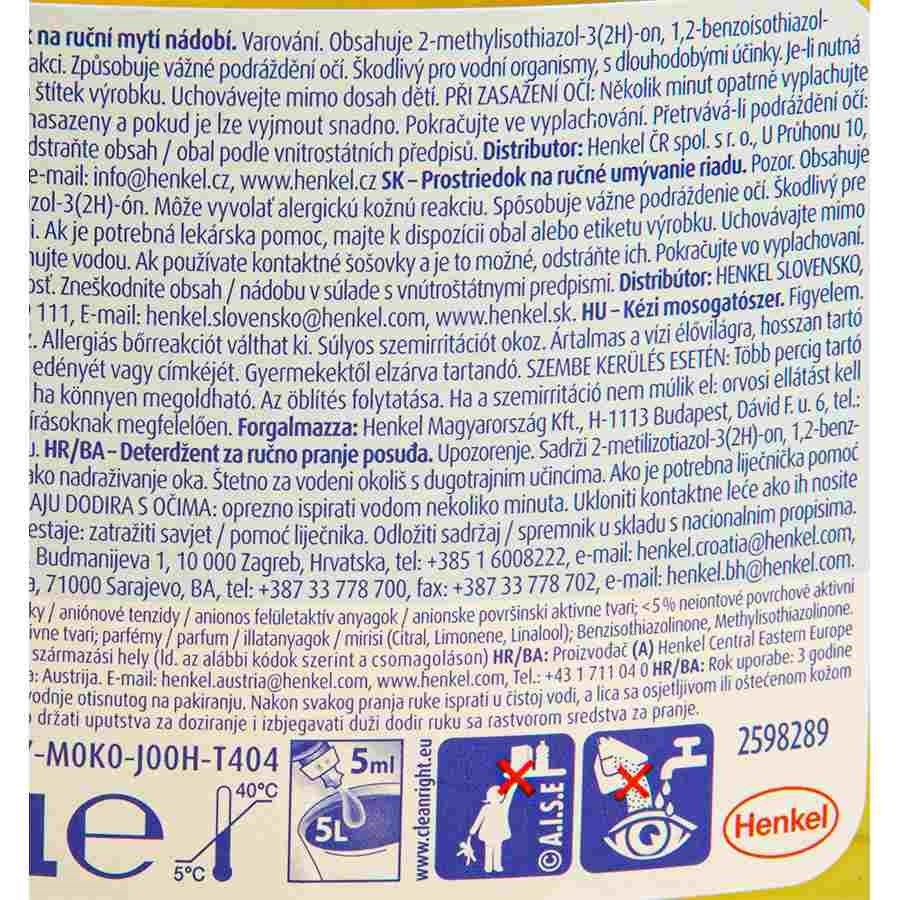 na ruční mytí nádobí. Varování. Obsahuje 2-methylisothiazol-3(2H)-on, 1,2-benzoisothiazol-
akci. Způsobuje vážné podráždění očí. Škodlivý pro vodní organismy, s dlouhodobými účinky. Je-li nutná
štítek výrobku. Uchovávejte mimo dosah dětí. PŘI ZASAŽENÍ OČÍ: Několik minut opatrně vyplachujte
nasazeny a pokud je lze vyjmout snadno. Pokračujte ve vyplachování. Přetrvává-li podráždění očí:
dstraňte obsah / obal podle vnitrostátních předpisů. Distributor: Henkel ČR spol. s r. o., U Průhonu 10,
e-mail: info@henkel.cz, www.henkel.cz SK – Prostriedok na ručné umývanie riadu. Pozor. Obsahuje
zol-3(2H)-ón. Môže vyvolať alergickú kožnú reakciu. Spôsobuje vážne podráždenie očí. Škodlivý pre
i. Ak je potrebná lekárska pomoc, majte k dispozícii obal alebo etiketu výrobku. Uchovávajte mimo
ujte vodou. Ak používate kontaktné šošovky a je to možné, odstráňte ich. Pokračujte vo vyplachovaní.
osť. Zneškodnite obsah / nádobu v súlade s vnútroštátnymi predpismi. Distribútor: HENKEL SLOVENSKO,
111, E-mail: henkel.slovensko@henkel.com, www.henkel.sk. HU – Kézi mosogatószer. Figyelem.
. Allergiás bőrreakciót válthat ki. Súlyos szemirritációt okoz. Ártalmas a vízi élővilágra, hosszan tartó
edényét vagy címkéjét. Gyermekektől elzárva tartandó. SZEMBE KERÜLÉS ESETÉN: Több percig tartó
ha könnyen megoldható. Az öblítés folytatása. Ha a szemirritáció nem múlik el: orvosi ellátást kell
írásoknak megfelelően. Forgalmazza: Henkel Magyarország Kft., H-1113 Budapest, Dávid F. u. 6, tel.:
u. HR/BA – Deterdžent za ručno pranje posuđa. Upozorenje. Sadrži 2-metilizotiazol-3(2H)-on, 1,2-benz-
ako nadraživanje oka. Štetno za vodeni okoliš s dugotrajnim učincima. Ako je potrebna liječnička pomoć
AJU DODIRA S OČIMA: oprezno ispirati vodom nekoliko minuta. Ukloniti kontaktne leće ako ih nosite
estaje: zatražiti savjet / pomoć liječnika. Odložiti sadržaj / spremnik u skladu s nacionalnim propisima.
Budmanijeva 1, 10 000 Zagreb, Hrvatska, tel: +385 1 6008222, e-mail: henkel.croatia@henkel.com,
a, 71000 Sarajevo, BA, tel: +387 33 778 700, fax: +387 33 778 702, e-mail: henkel.bh@henkel.com.
ky / aniónové tenzidy / anionos felületaktív anyagok / anionske površinski aktivne tvari; <5 % neiontové povrchově aktivní
ivne tvari; parfémy / parfum / illatanyagok / mirisi (Citral, Limonene, Linalool); Benzisothiazolinone, Methylisothiazolinone.
származási hely (ld. az alábbi kódok szerint a csomagoláson) HR/BA: Proizvođač (A) Henkel Central Eastern Europe
a: Austrija. E-mail: henkel.austria@henkel.com, www.henkel.com, Tel.: +43 1 711 04 0 HR/BA: Rok uporabe: 3 godine
vodnje otisnutog na pakiranju. Nakon svakog pranja ruke isprati u čistoj vodi, a lica sa osjetljivom ili oštećenom kožom
držati uputstva za doziranje i izbjegavati duži dodir ruku sa rastvorom sredstva za pranje.
-M0K0-J00H-T404
5ml
5L
www.cleanright.eu
© A.I.S.E
2598289
40°C
5°C
e
Henkel